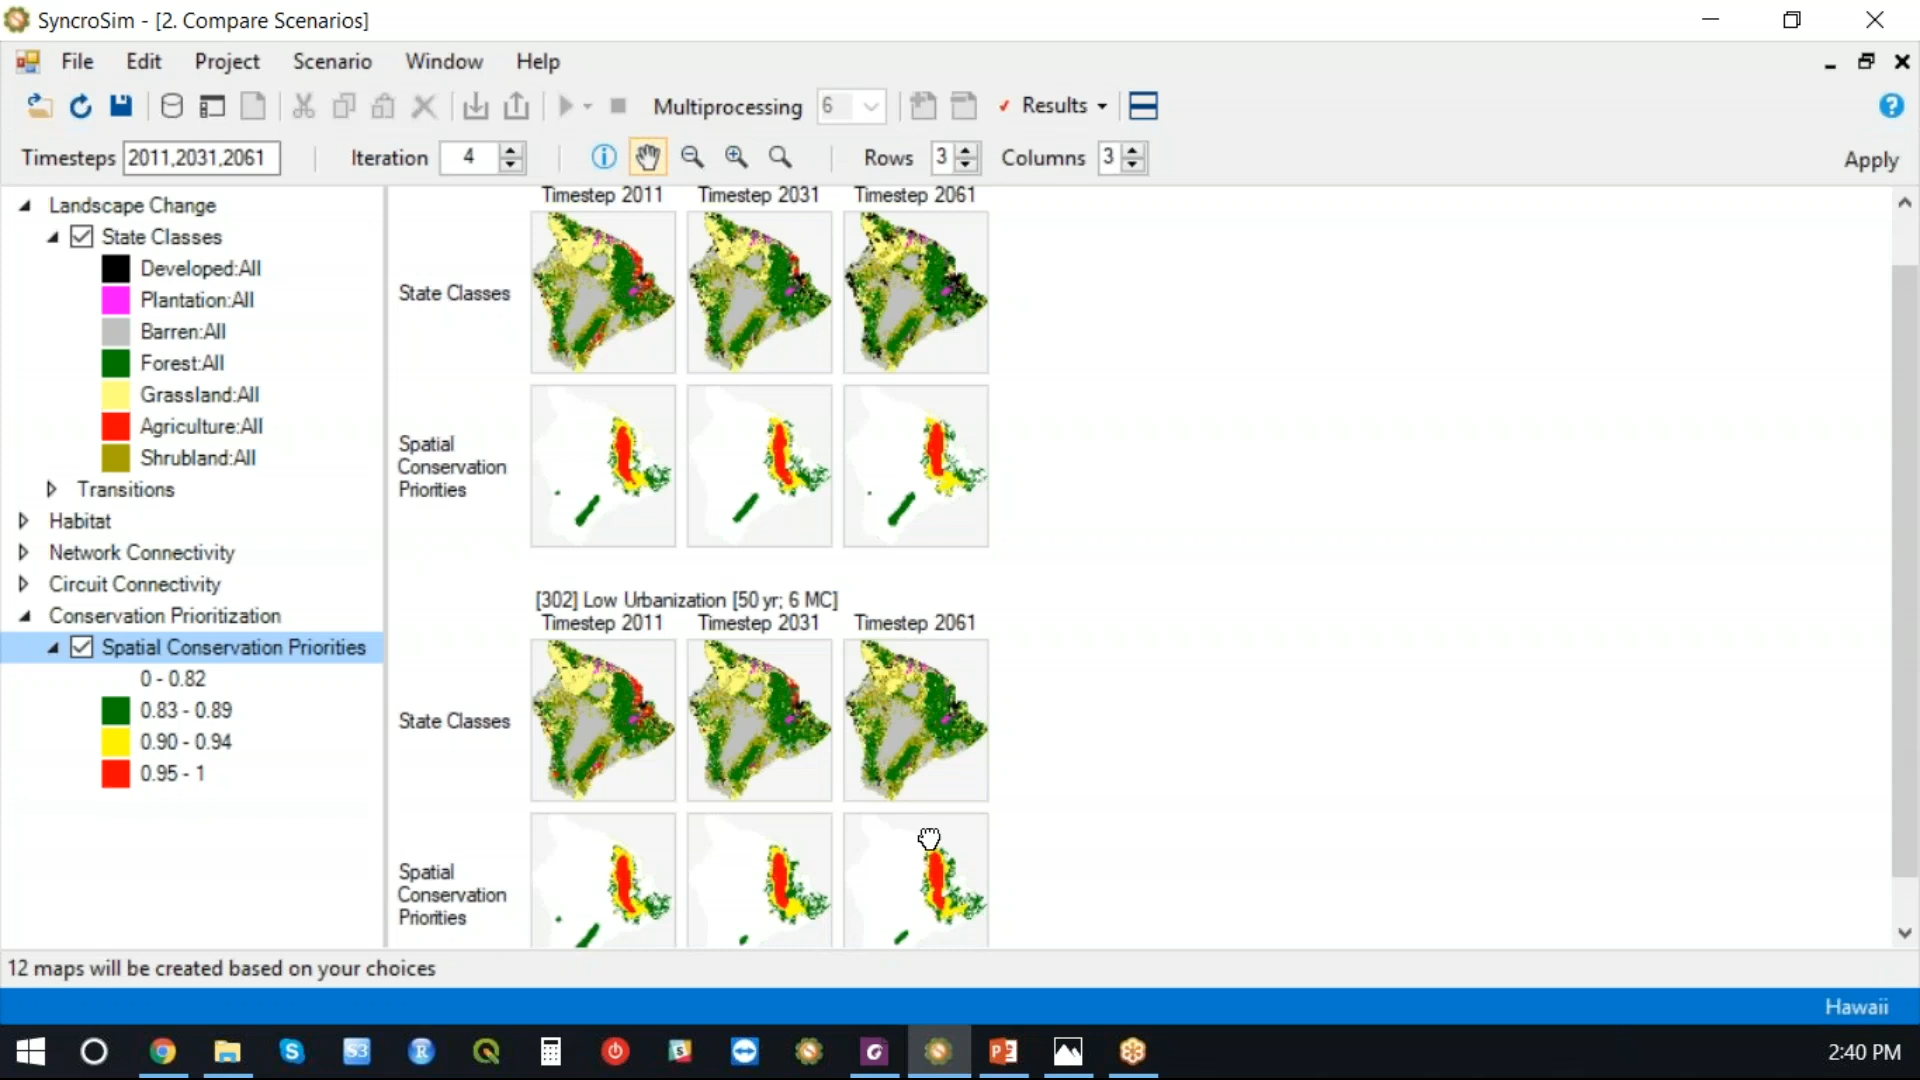 SyncroSim - [2. Compare Scenarios]
File Edit Project Scenario Window Help
Multiprocessing 6 Results
Timesteps 2011,2031,2061 Iteration 4 Rows 3 Columns 3 Apply
Landscape Change
State Classes
Developed:All
Plantation:All
Barren:All
Forest:All
Grassland:All
Agriculture:All
Shrubland:All
Transitions
Habitat
Network Connectivity
Circuit Connectivity
Conservation Prioritization
Spatial Conservation Priorities
0 - 0.82
0.83 - 0.89
0.90 - 0.94
0.95 - 1
Timestep 2011 Timestep 2031 Timestep 2061
State Classes
Spatial
Conservation
Priorities
[302] Low Urbanization [50 yr; 6 MC]
Timestep 2011 Timestep 2031 Timestep 2061
State Classes
Spatial
Conservation
Priorities
12 maps will be created based on your choices
Hawaii
2:40 PM